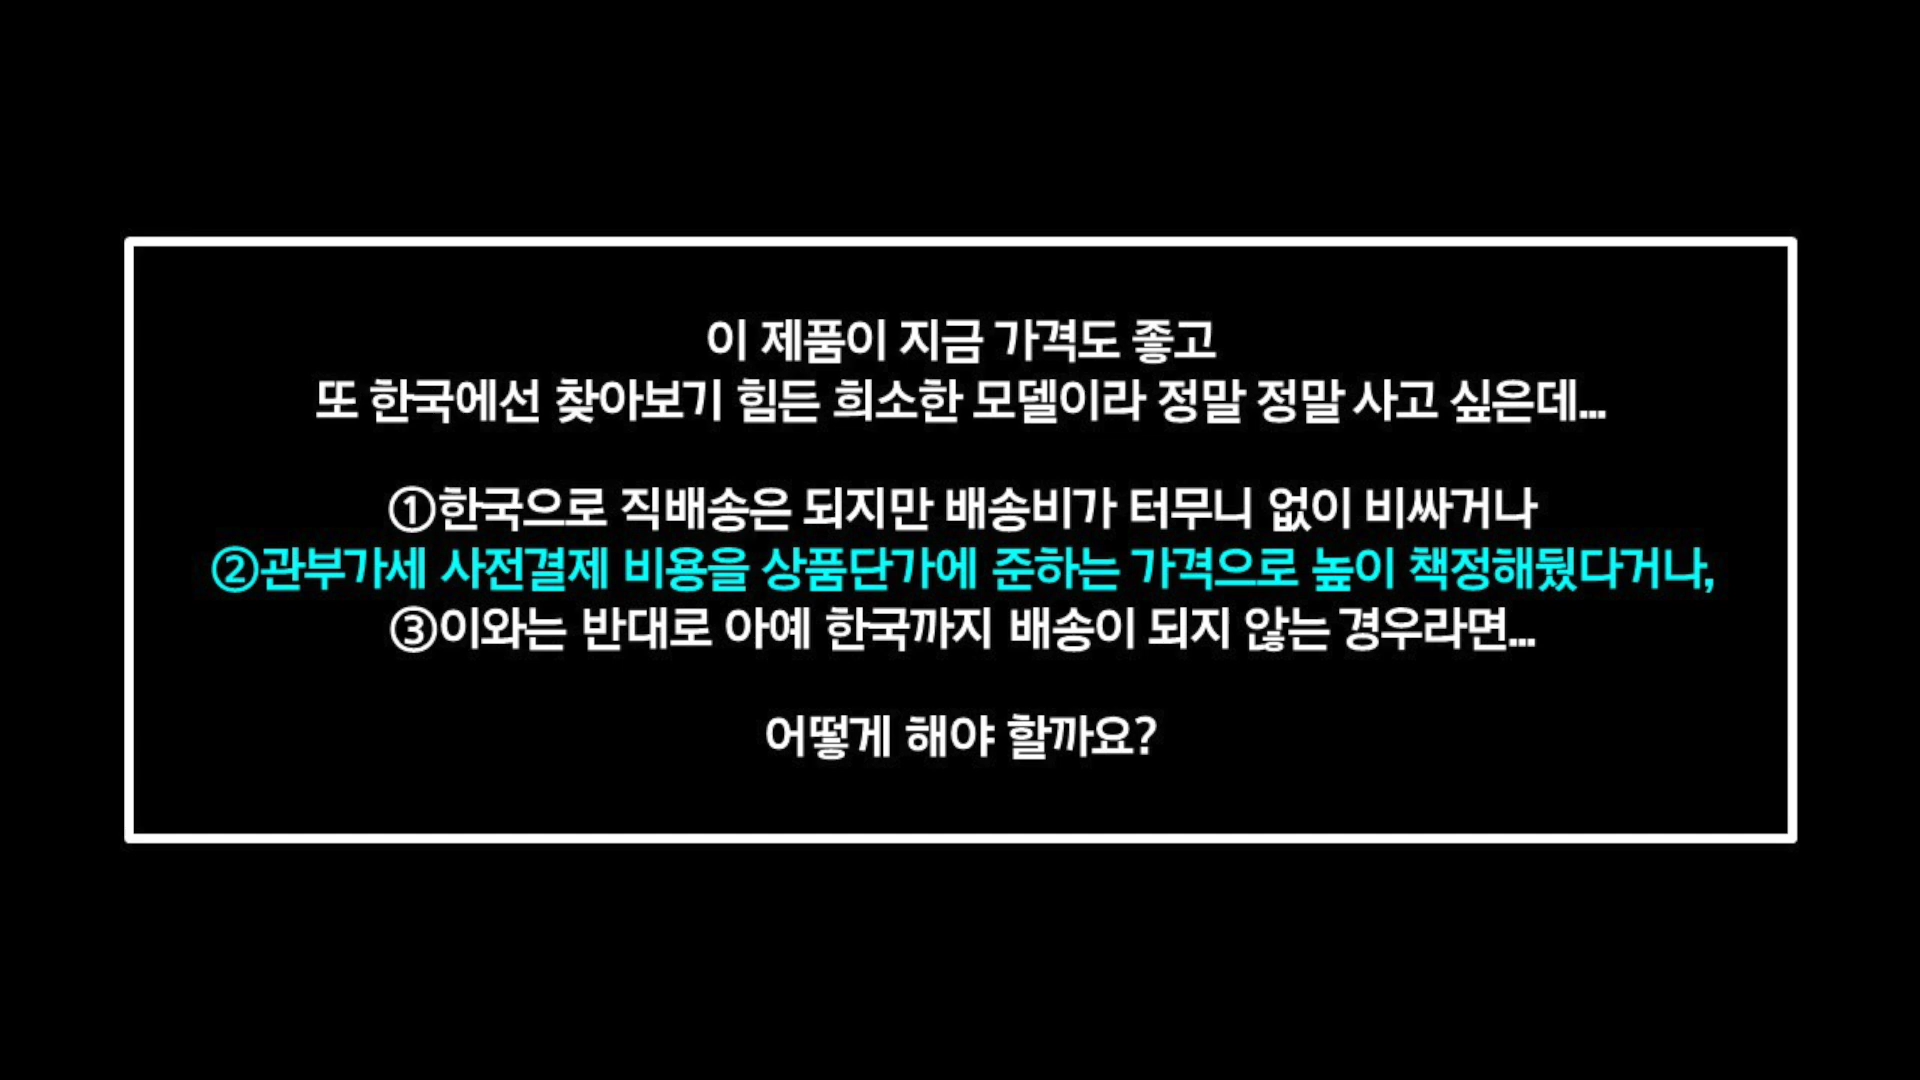 이 제품이 지금 가격도 좋고
또 한국에선 찾아보기 힘든 희소한 모델이라 정말 정말 사고 싶은데...
①한국으로 직배송은 되지만 배송비가 터무니 없이 비싸거나
②관부가세 사전결제 비용을 상품단가에 준하는 가격으로 높이 책정해뒀다거나,
③이와는 반대로 아예 한국까지 배송이 되지 않는 경우라면...
어떻게 해야 할까요?